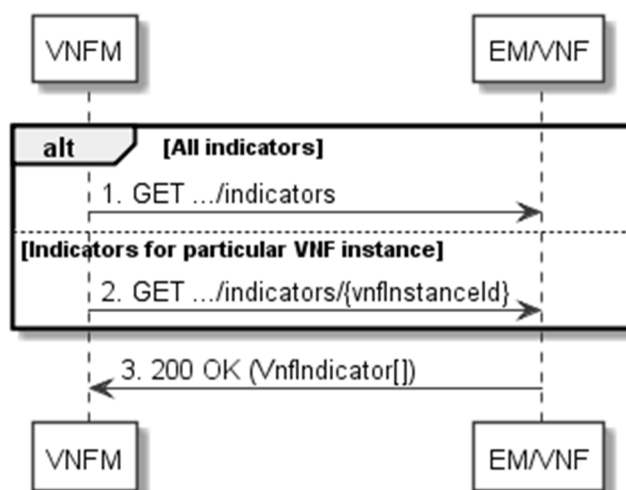 VNFM EM/VNF
alt [All indicators]
1. GET .../indicators
[Indicators for particular VNF instance]
2. GET .../indicators/{vnfInstanceId}
3. 200 OK (VnfIndicator[])
VNFM EM/VNF